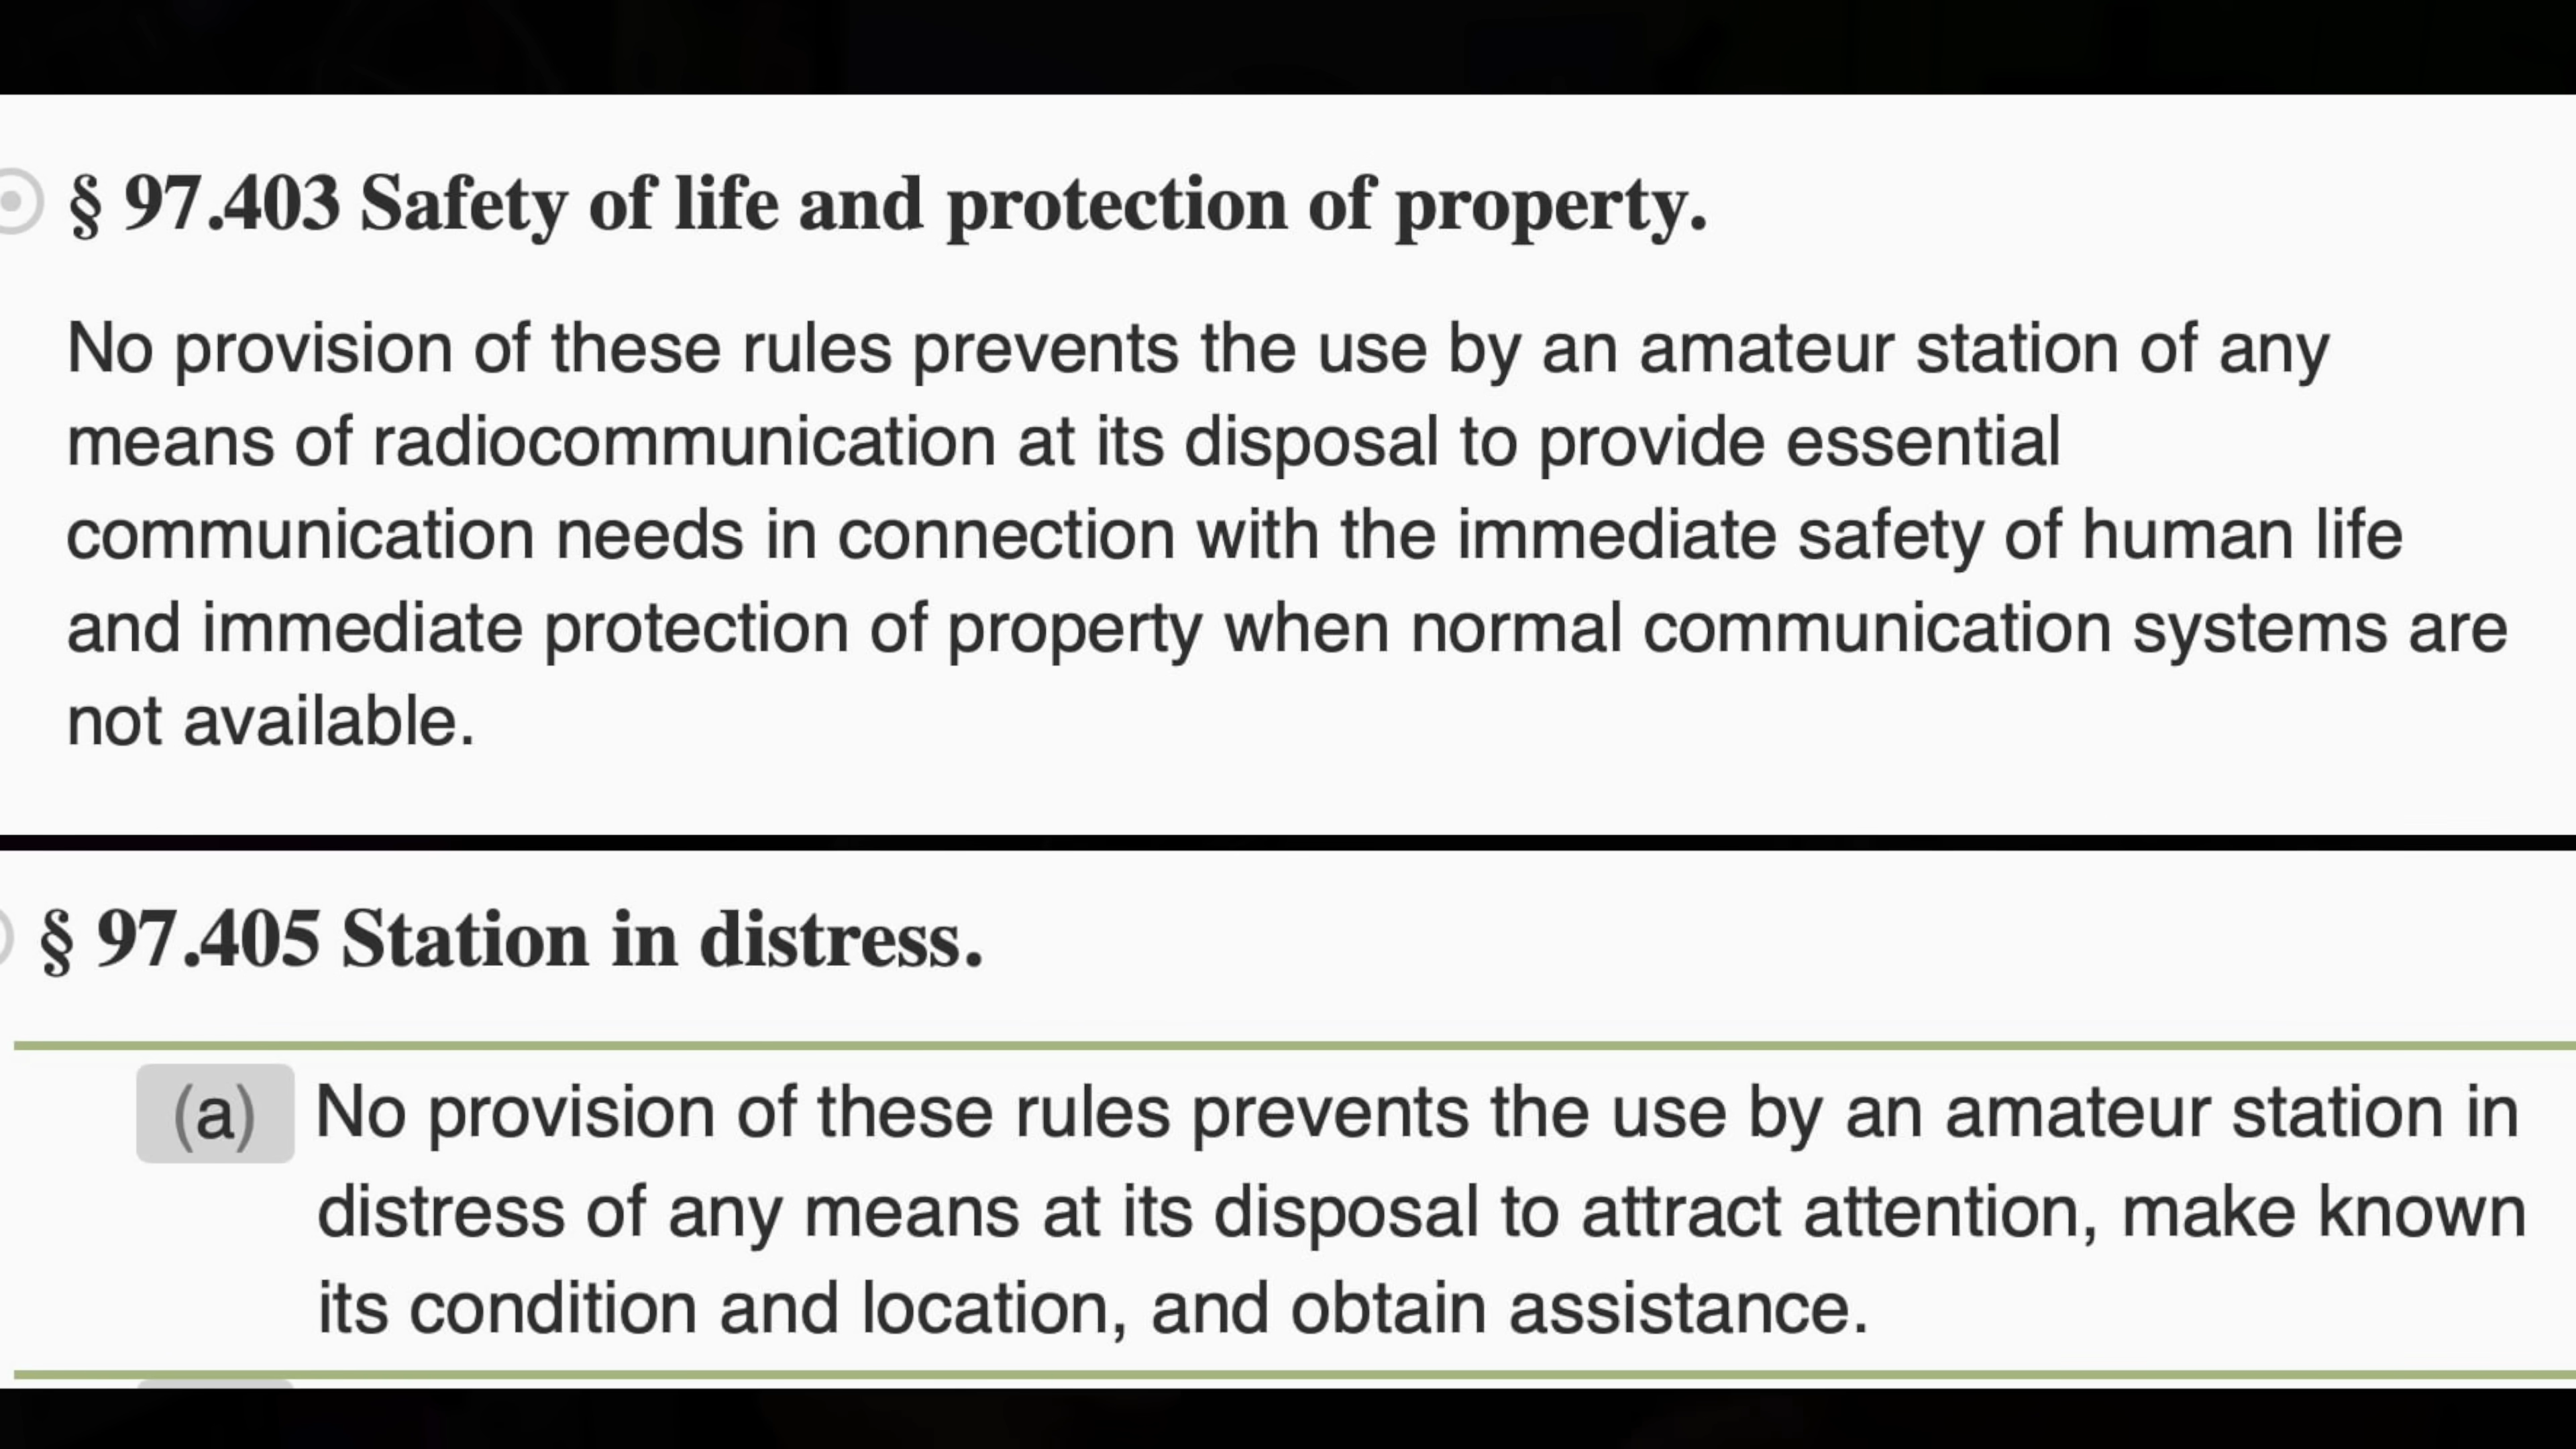 § 97.403 Safety of life and protection of property.
No provision of these rules prevents the use by an amateur station of any
means of radiocommunication at its disposal to provide essential
communication needs in connection with the immediate safety of human life
and immediate protection of property when normal communication systems are
not available.
§ 97.405 Station in distress.
(a) No provision of these rules prevents the use by an amateur station in
distress of any means at its disposal to attract attention, make known
its condition and location, and obtain assistance.